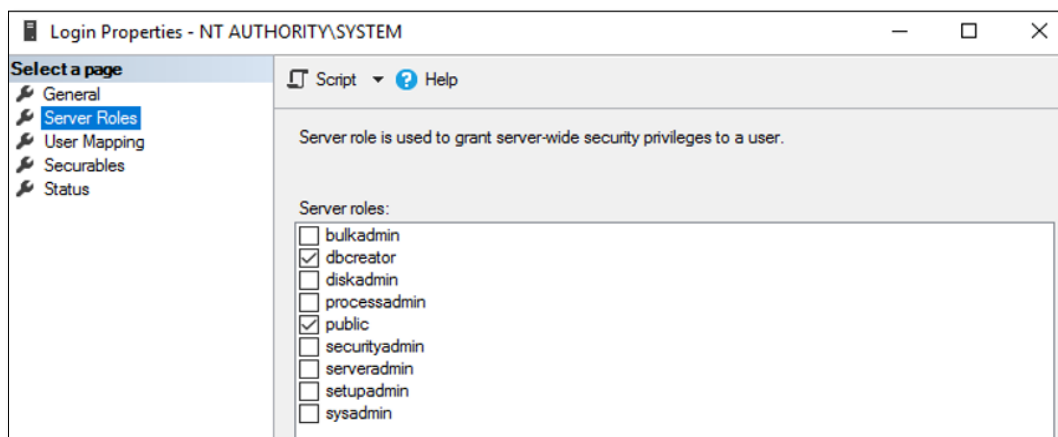 Login Properties - NT AUTHORITY\SYSTEM
Select a page
General
Server Roles
User Mapping
Securables
Status
Script
Help
Server role is used to grant server-wide security privileges to a user.
Server roles:
bulkadmin
dbcreator
diskadmin
processadmin
public
securityadmin
serveradmin
setupadmin
sysadmin